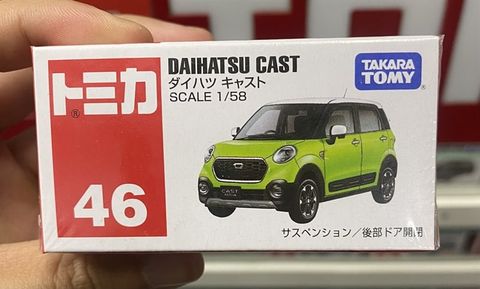 トミカ
®
46
DAIHATSU CAST
ダイハツ キャスト
SCALE 1/58
TAKARA
TOMY
CAST
サスペンション／後部ドア開閉